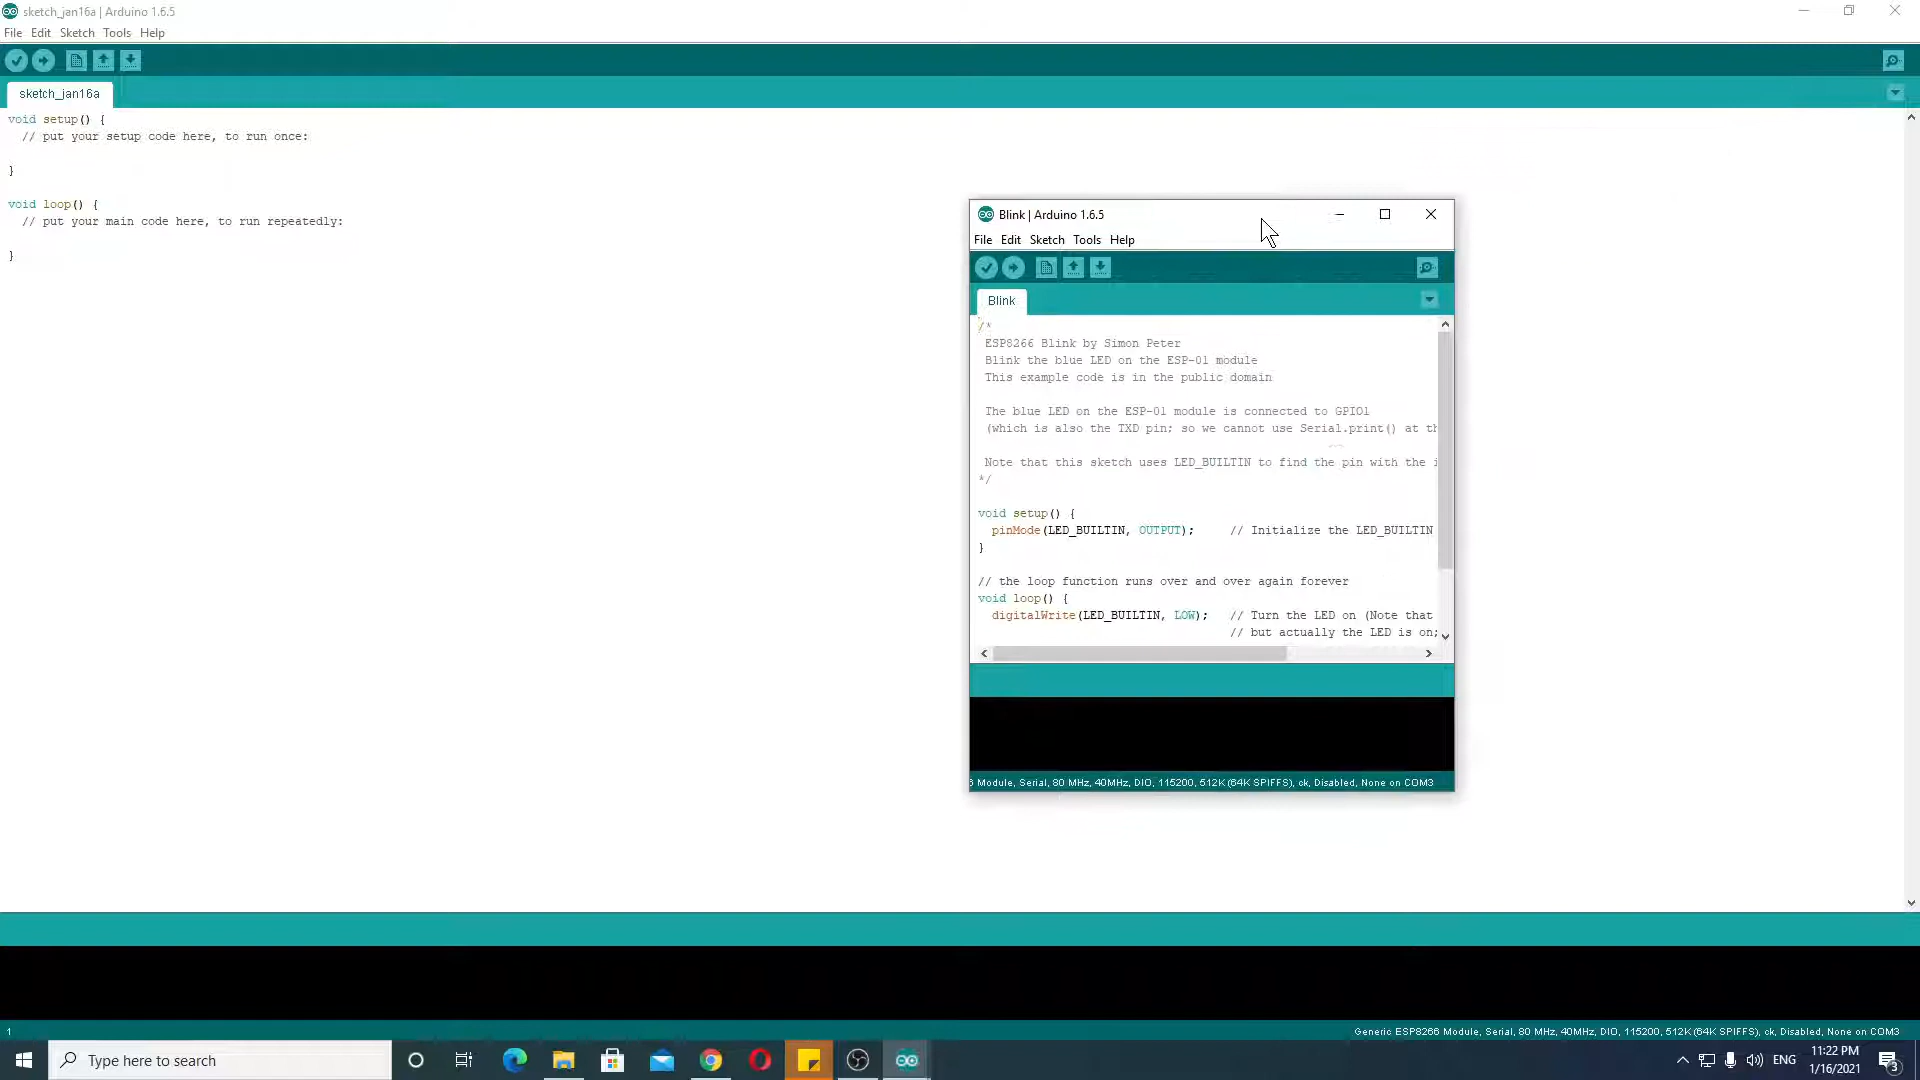 sketch_jan16a | Arduino 1.6.5
File Edit Sketch Tools Help
sketch_jan16a
void setup() {
// put your setup code here, to run once:
}
void loop() {
// put your main code here, to run repeatedly:
}
Blink | Arduino 1.6.5
File Edit Sketch Tools Help
Blink
/*
ESP8266 Blink by Simon Peter
Blink the blue LED on the ESP-01 module
This example code is in the public domain
The blue LED on the ESP-01 module is connected to GPIO1
(which is also the TXD pin; so we cannot use Serial.print() at th
Note that this sketch uses LED_BUILTIN to find the pin with the i
*/
void setup() {
pinMode(LED_BUILTIN, OUTPUT); // Initialize the LED_BUILTIN
}
// the loop function runs over and over again forever
void loop() {
digitalWrite(LED_BUILTIN, LOW); // Turn the LED on (Note that
// but actually the LED is on;
Module, Serial, 80 MHz, 40MHz, DIO, 115200, 512K (64K SPIFFS), ck, Disabled, None on COM3
1
Generic ESP8266 Module, Serial, 80 MHz, 40MHz, DIO, 115200, 512K (64K SPIFFS), ck, Disabled, None on COM3
Type here to search
ENG
11:22 PM
1/16/2021
3